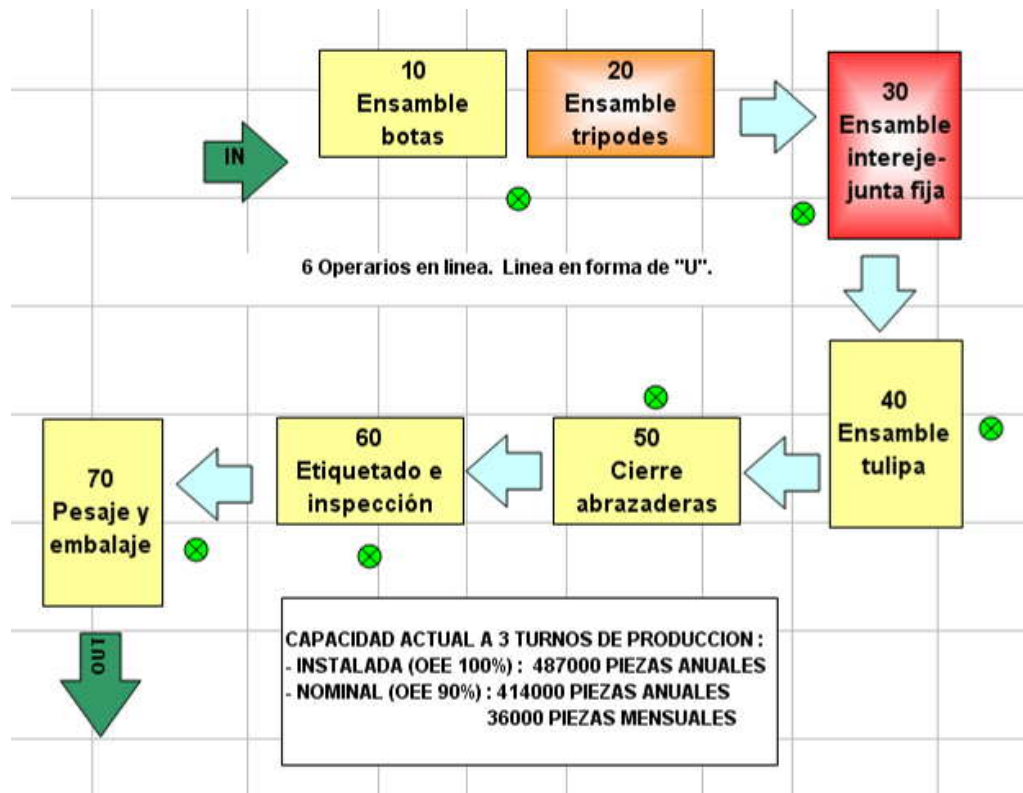 10
Ensamble
botas
20
Ensamble
tripodes
30
Ensamble
intereje-
junta fija
IN
6 Operarios en linea. Linea en forma de "U".
40
Ensamble
tulipa
50
Cierre
abrazaderas
60
Etiquetado e
inspección
70
Pesaje y
embalaje
OUT
CAPACIDAD ACTUAL A 3 TURNOS DE PRODUCCION :
- INSTALADA (OEE 100%) : 487000 PIEZAS ANUALES
- NOMINAL (OEE 90%) : 414000 PIEZAS ANUALES
36000 PIEZAS MENSUALES